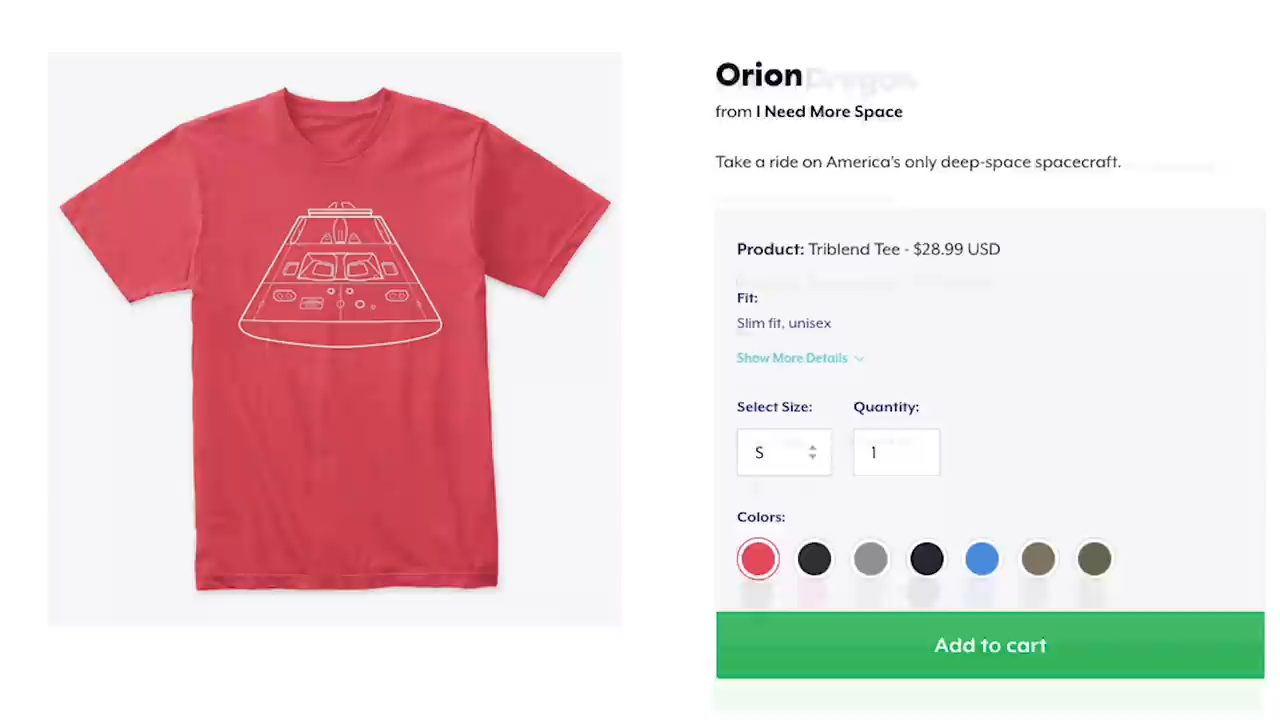 Orion
from I Need More Space
Take a ride on America's only deep-space spacecraft.
Product: Triblend Tee - $28.99 USD
Fit:
Slim fit, unisex
Show More Details
Select Size: Quantity:
S 1
Colors:
Add to cart